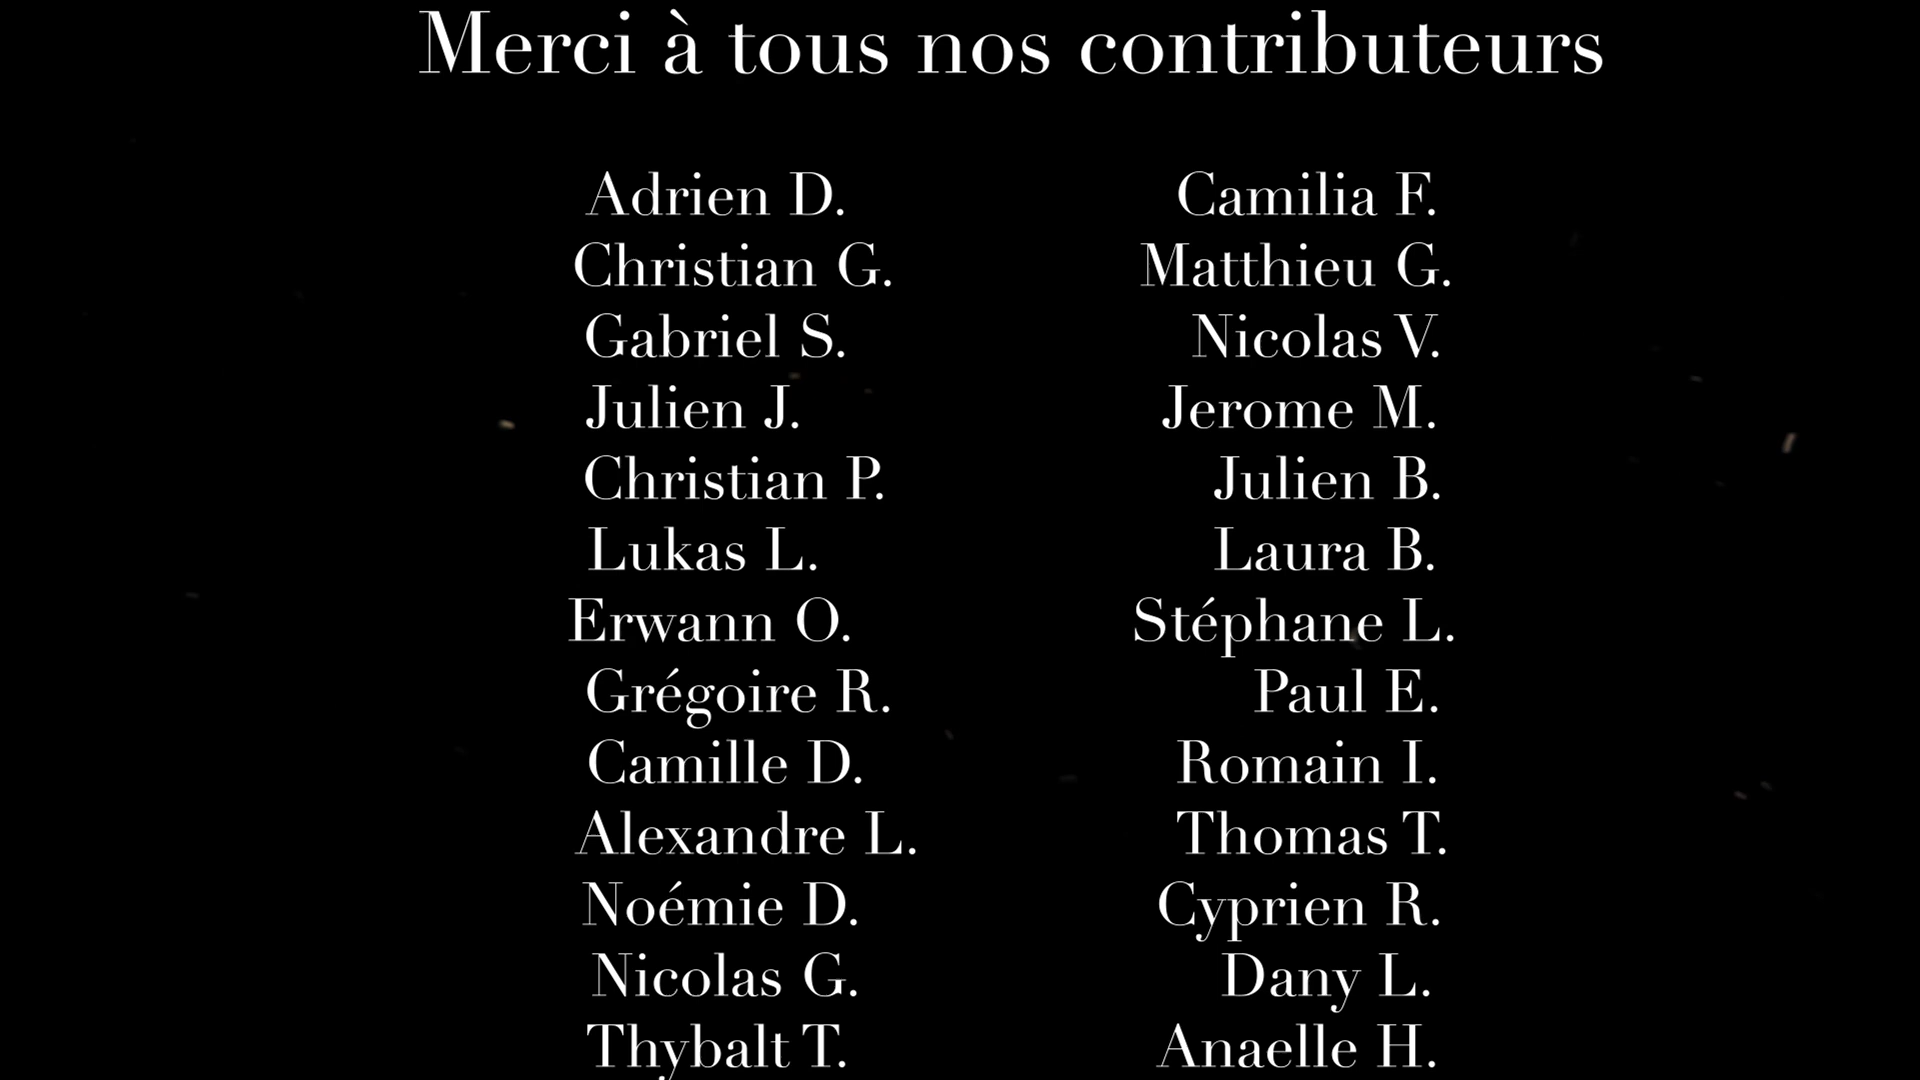 Merci à tous nos contributeurs
Adrien D. Camilia F.
Christian G. Matthieu G.
Gabriel S. Nicolas V.
Julien J. Jerome M.
Christian P. Julien B.
Lukas L. Laura B.
Erwann O. Stéphane L.
Grégoire R. Paul E.
Camille D. Romain I.
Alexandre L. Thomas T.
Noémie D. Cyprien R.
Nicolas G. Dany L.
Thybalt T. Anaelle H.